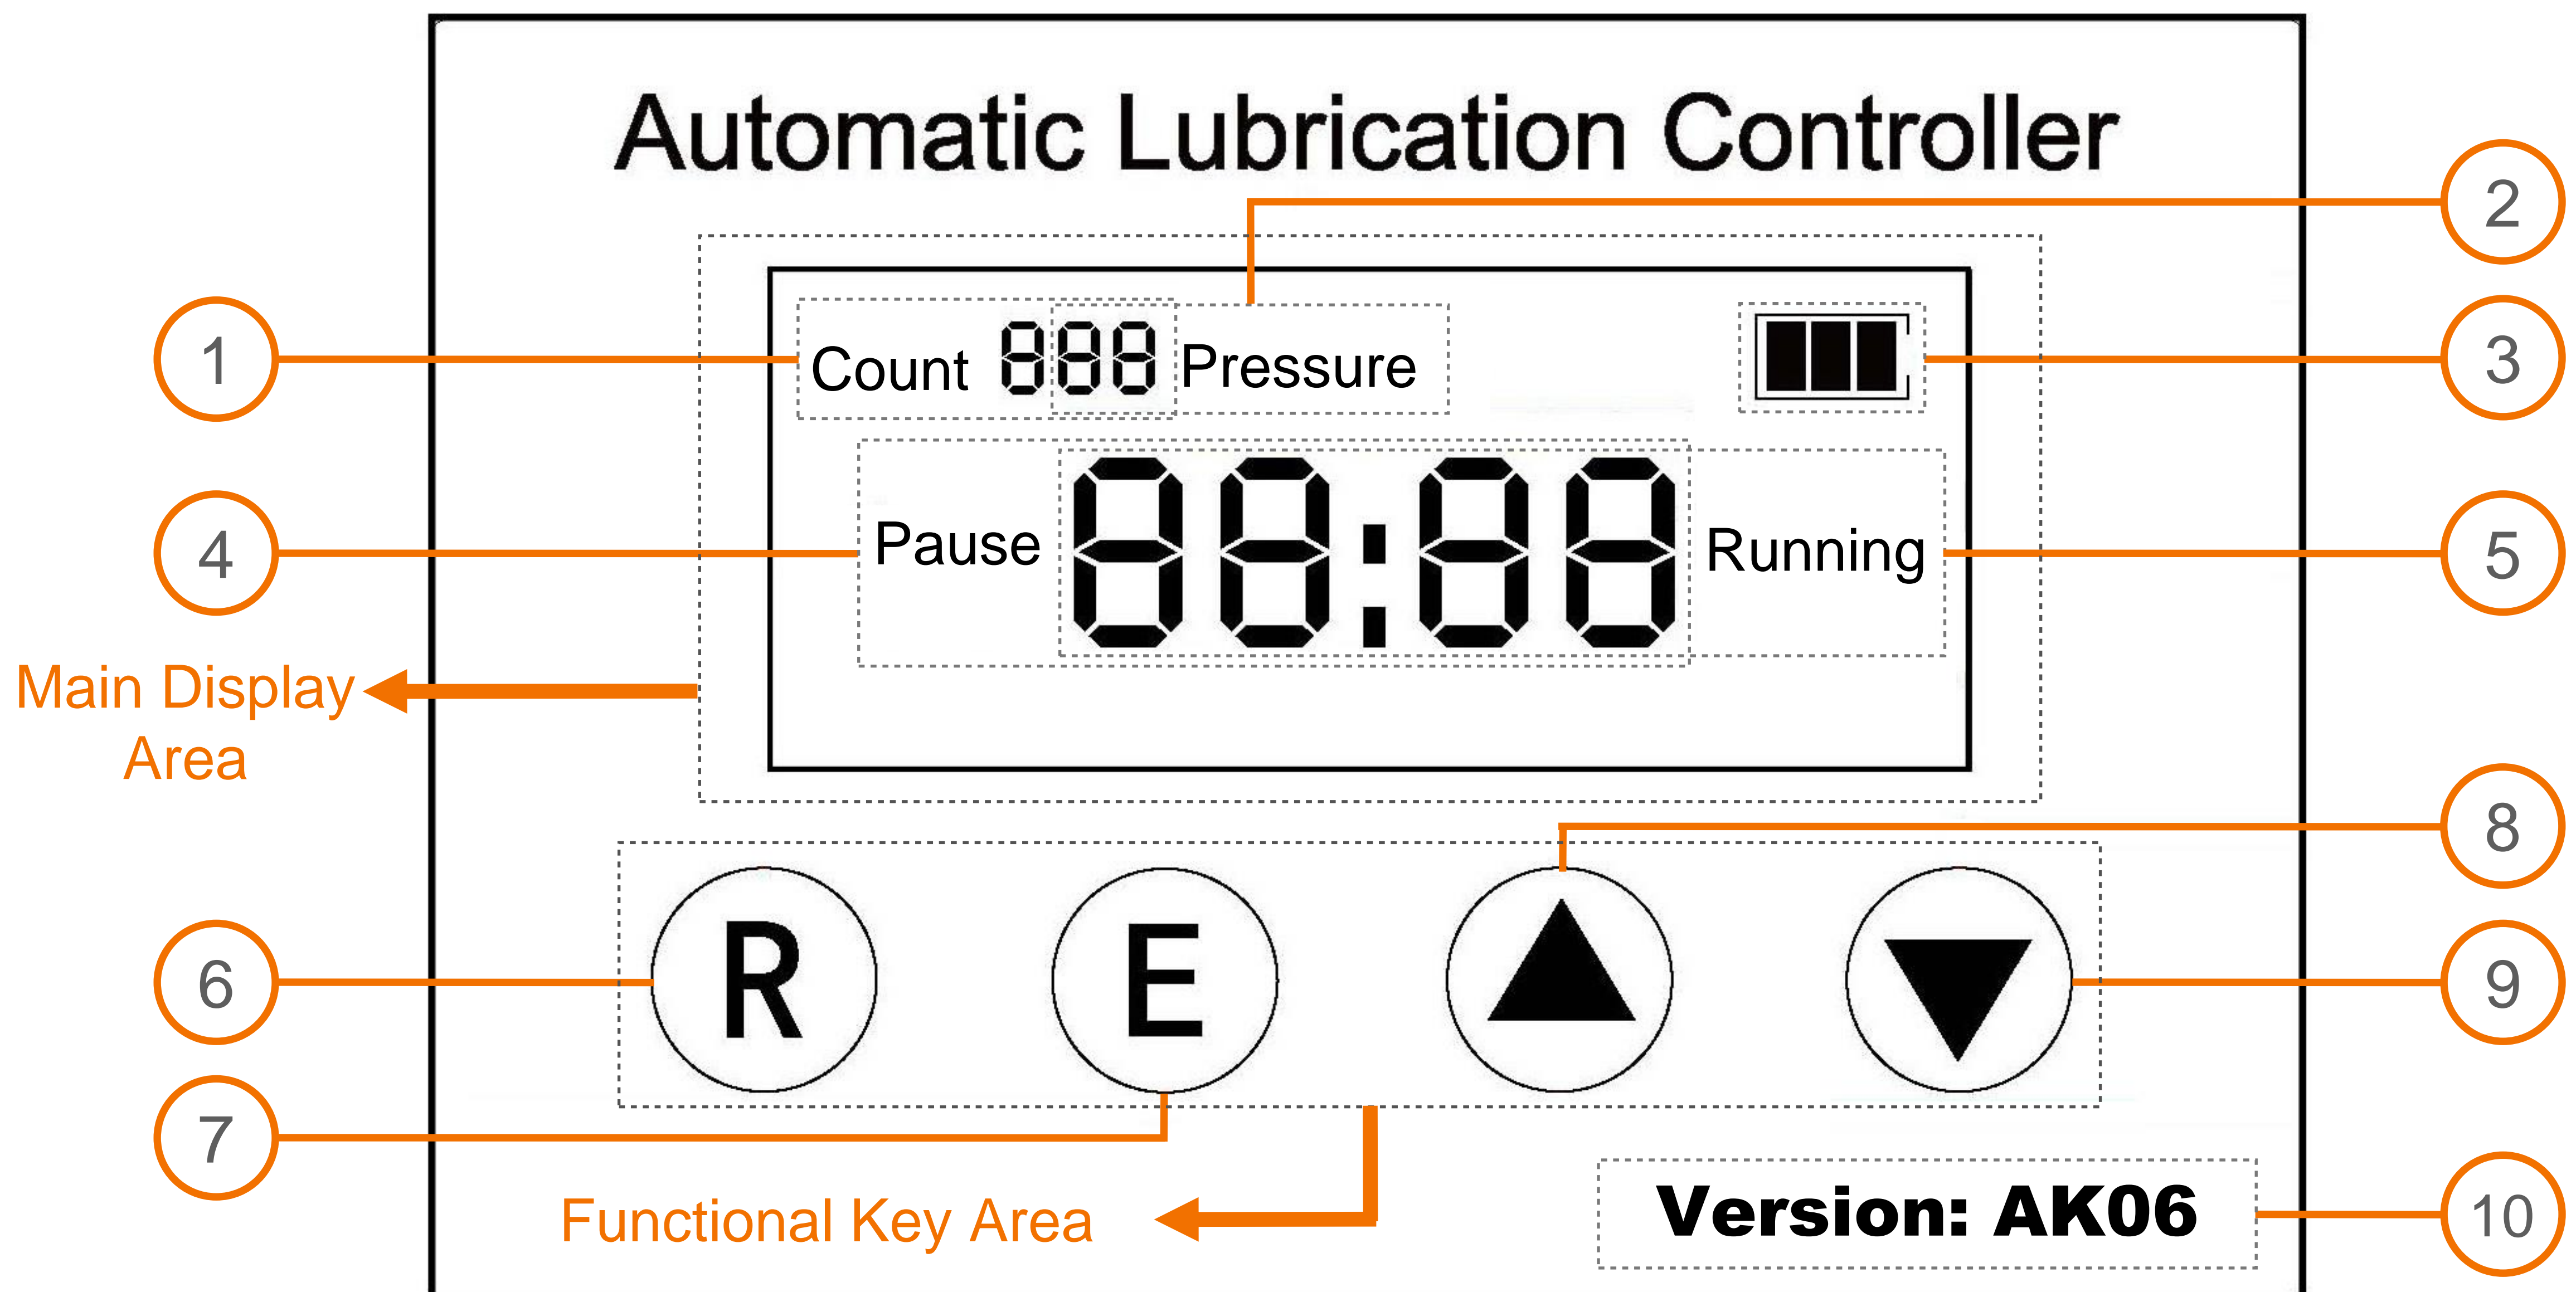 Automatic Lubrication Controller
2
1
Count 888 Pressure
3
4
Pause 88:88 Running
5
Main Display
Area
8
R E
6
9
7
Functional Key Area
Version: AK06
10